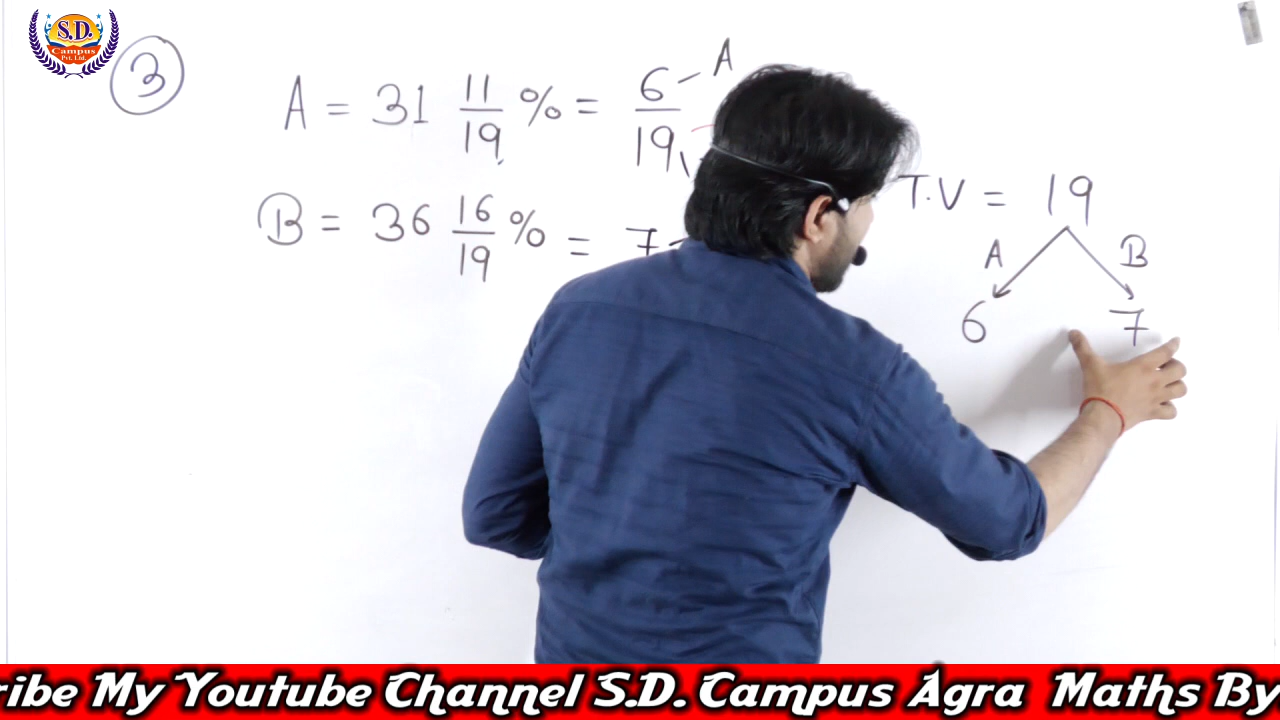 S.D.
Campus
Pvt. Ltd.
3
A = 31 11/19 % = 6/19 A
B = 36 16/19 % = 7
T.V = 19
A B
6 7
ribe My Youtube Channel S.D. Campus Agra Maths By